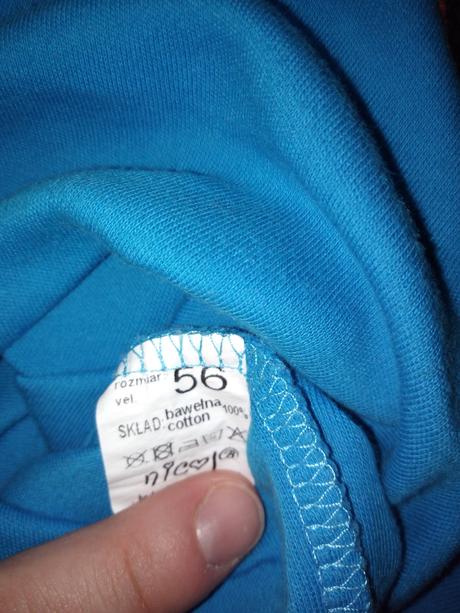 rozmiar: 56
vel.
SKŁAD: bawełna 100%
cotton
nicol